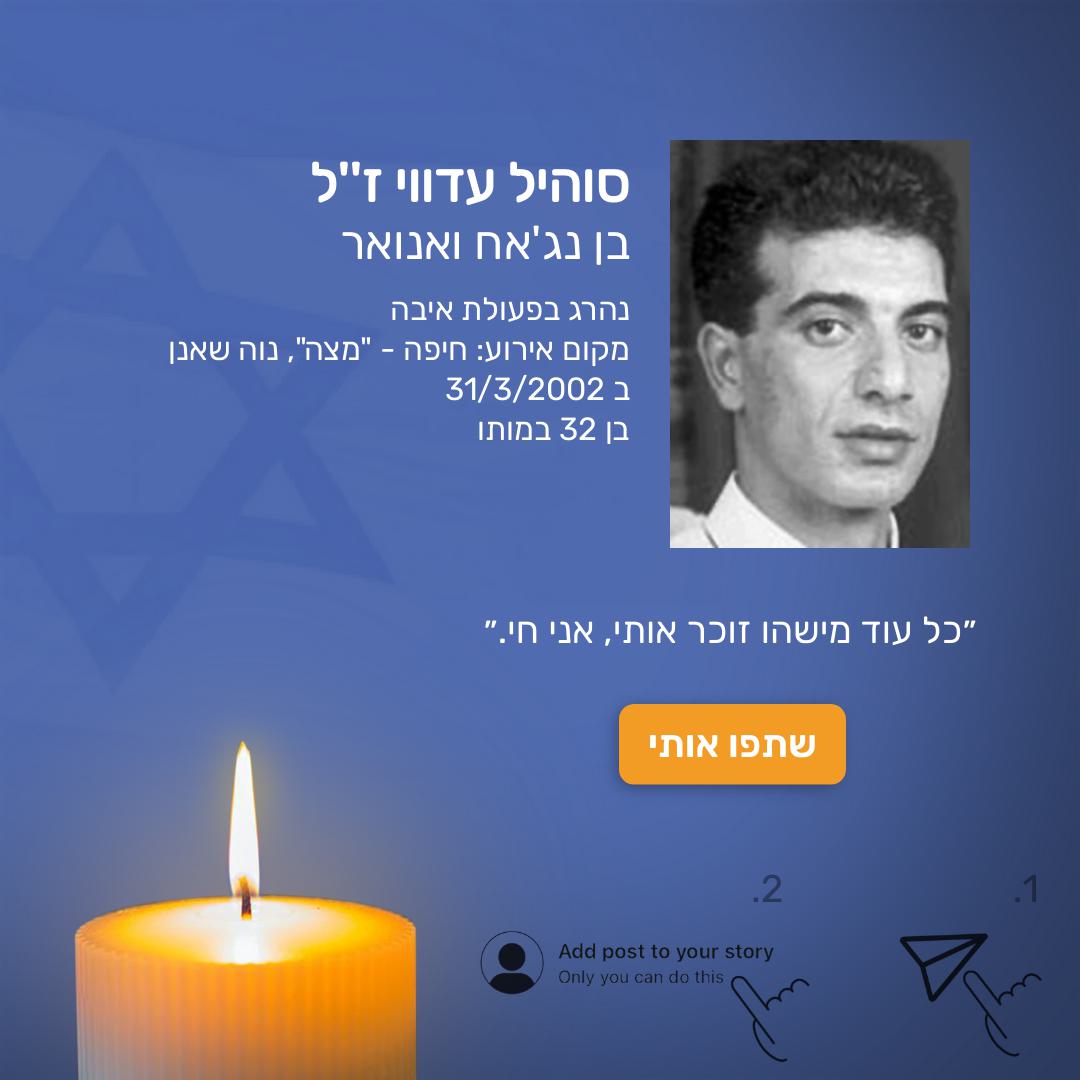 סוהיל עדווי ז"ל
בן נג'אח ואנואר
נהרג בפעולת איבה
מקום אירוע: חיפה - "מצה", נוה שאנן
ב 31/3/2002
בן 32 במותו
״כל עוד מישהו זוכר אותי, אני חי.״
שתפו אותי
1.
2.
Add post to your story
Only you can do this